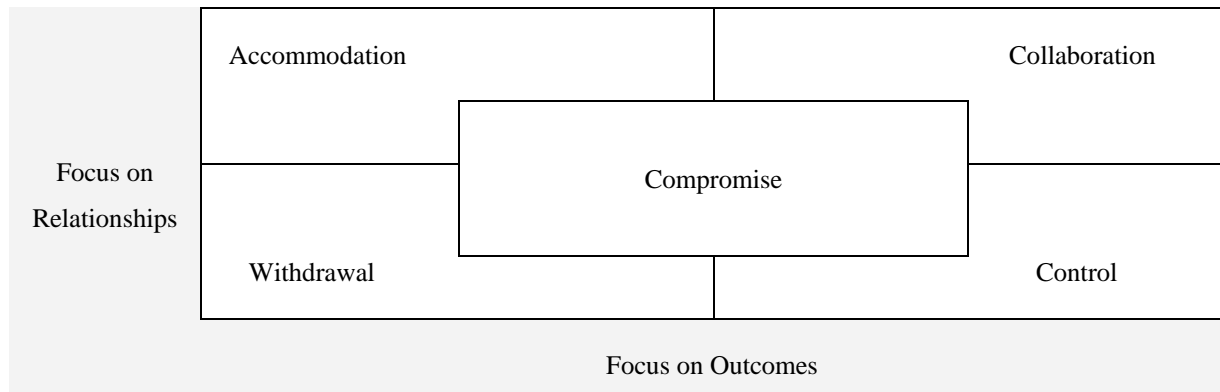 Accommodation
Collaboration
Focus on
Relationships
Compromise
Withdrawal
Control
Focus on Outcomes